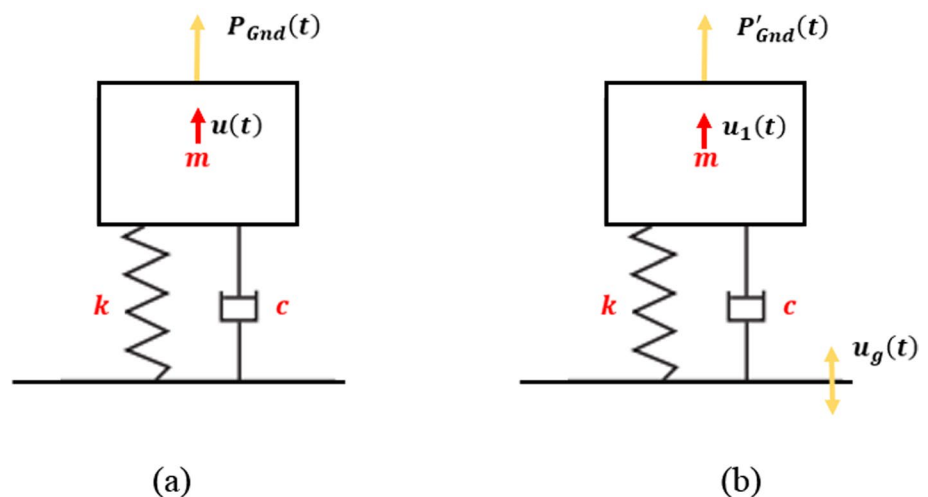 P_Gnd(t)
u(t)
m
k
c
(a)
P'_Gnd(t)
u_1(t)
m
k
c
u_g(t)
(b)